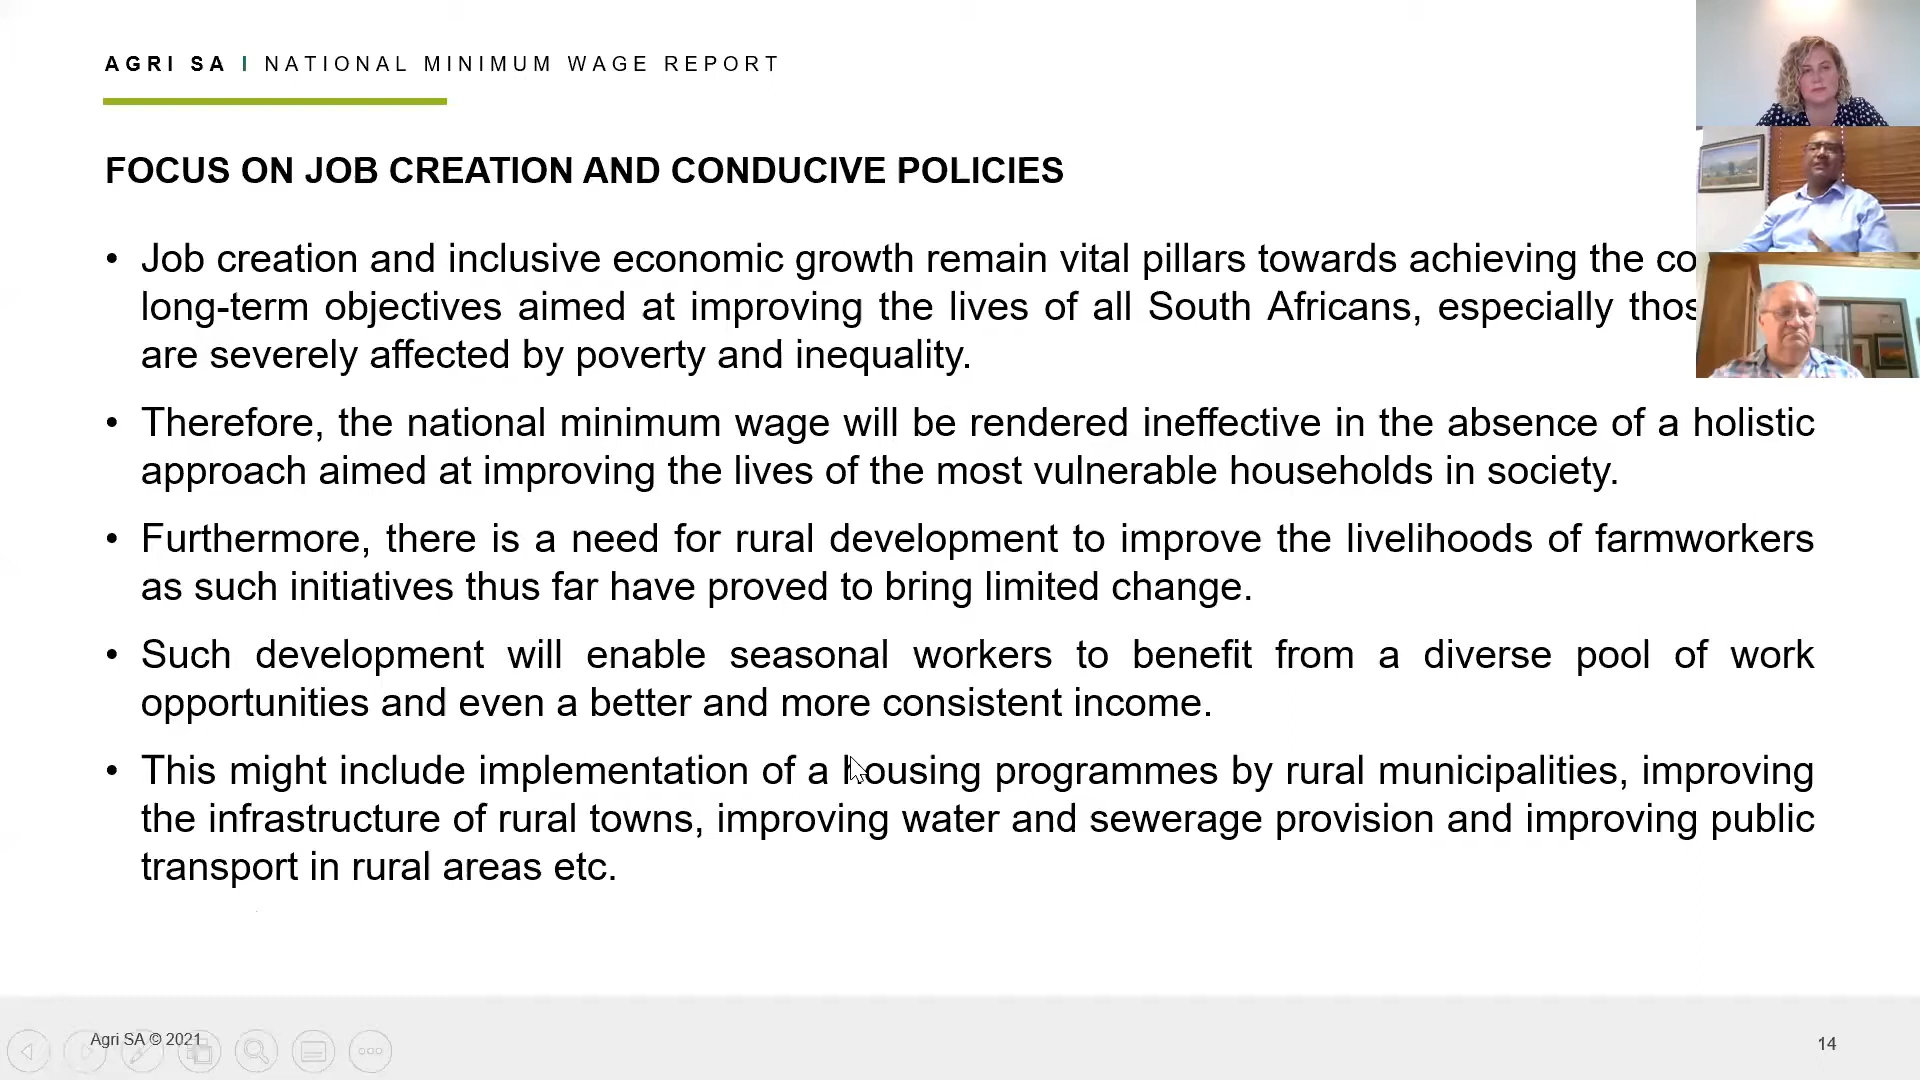 AGRI SA I NATIONAL MINIMUM WAGE REPORT
FOCUS ON JOB CREATION AND CONDUCIVE POLICIES
• Job creation and inclusive economic growth remain vital pillars towards achieving the
long-term objectives aimed at improving the lives of all South Africans, especially
are severely affected by poverty and inequality.
• Therefore, the national minimum wage will be rendered ineffective in the absence of a holistic
approach aimed at improving the lives of the most vulnerable households in society.
• Furthermore, there is a need for rural development to improve the livelihoods of farmworkers
as such initiatives thus far have proved to bring limited change.
• Such development will enable seasonal workers to benefit from a diverse pool of work
opportunities and even a better and more consistent income.
• This might include implementation of a housing programmes by rural municipalities, improving
the infrastructure of rural towns, improving water and sewerage provision and improving public
transport in rural areas etc.
Agri SA © 2021
14